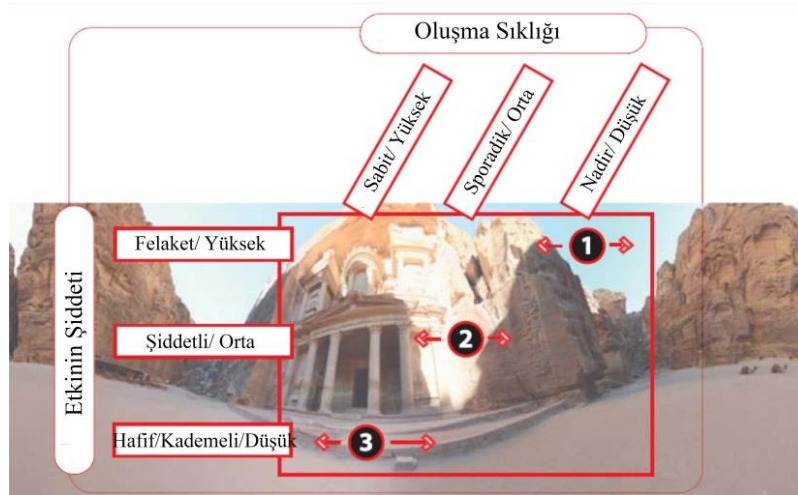 Oluşma Sıklığı
Sabit/ Yüksek
Sporadik/ Orta
Nadir/ Düşük
Etkinin Şiddeti
Felaket/ Yüksek
1
Şiddetli/ Orta
2
Hafif/Kademeli/Düşük
3